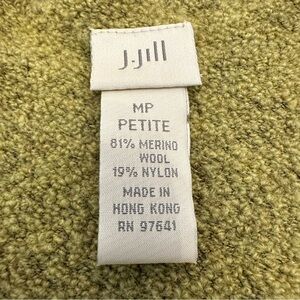 J.Jill
MP
PETITE
81% MERINO
WOOL
19% NYLON
MADE IN
HONG KONG
RN 97641